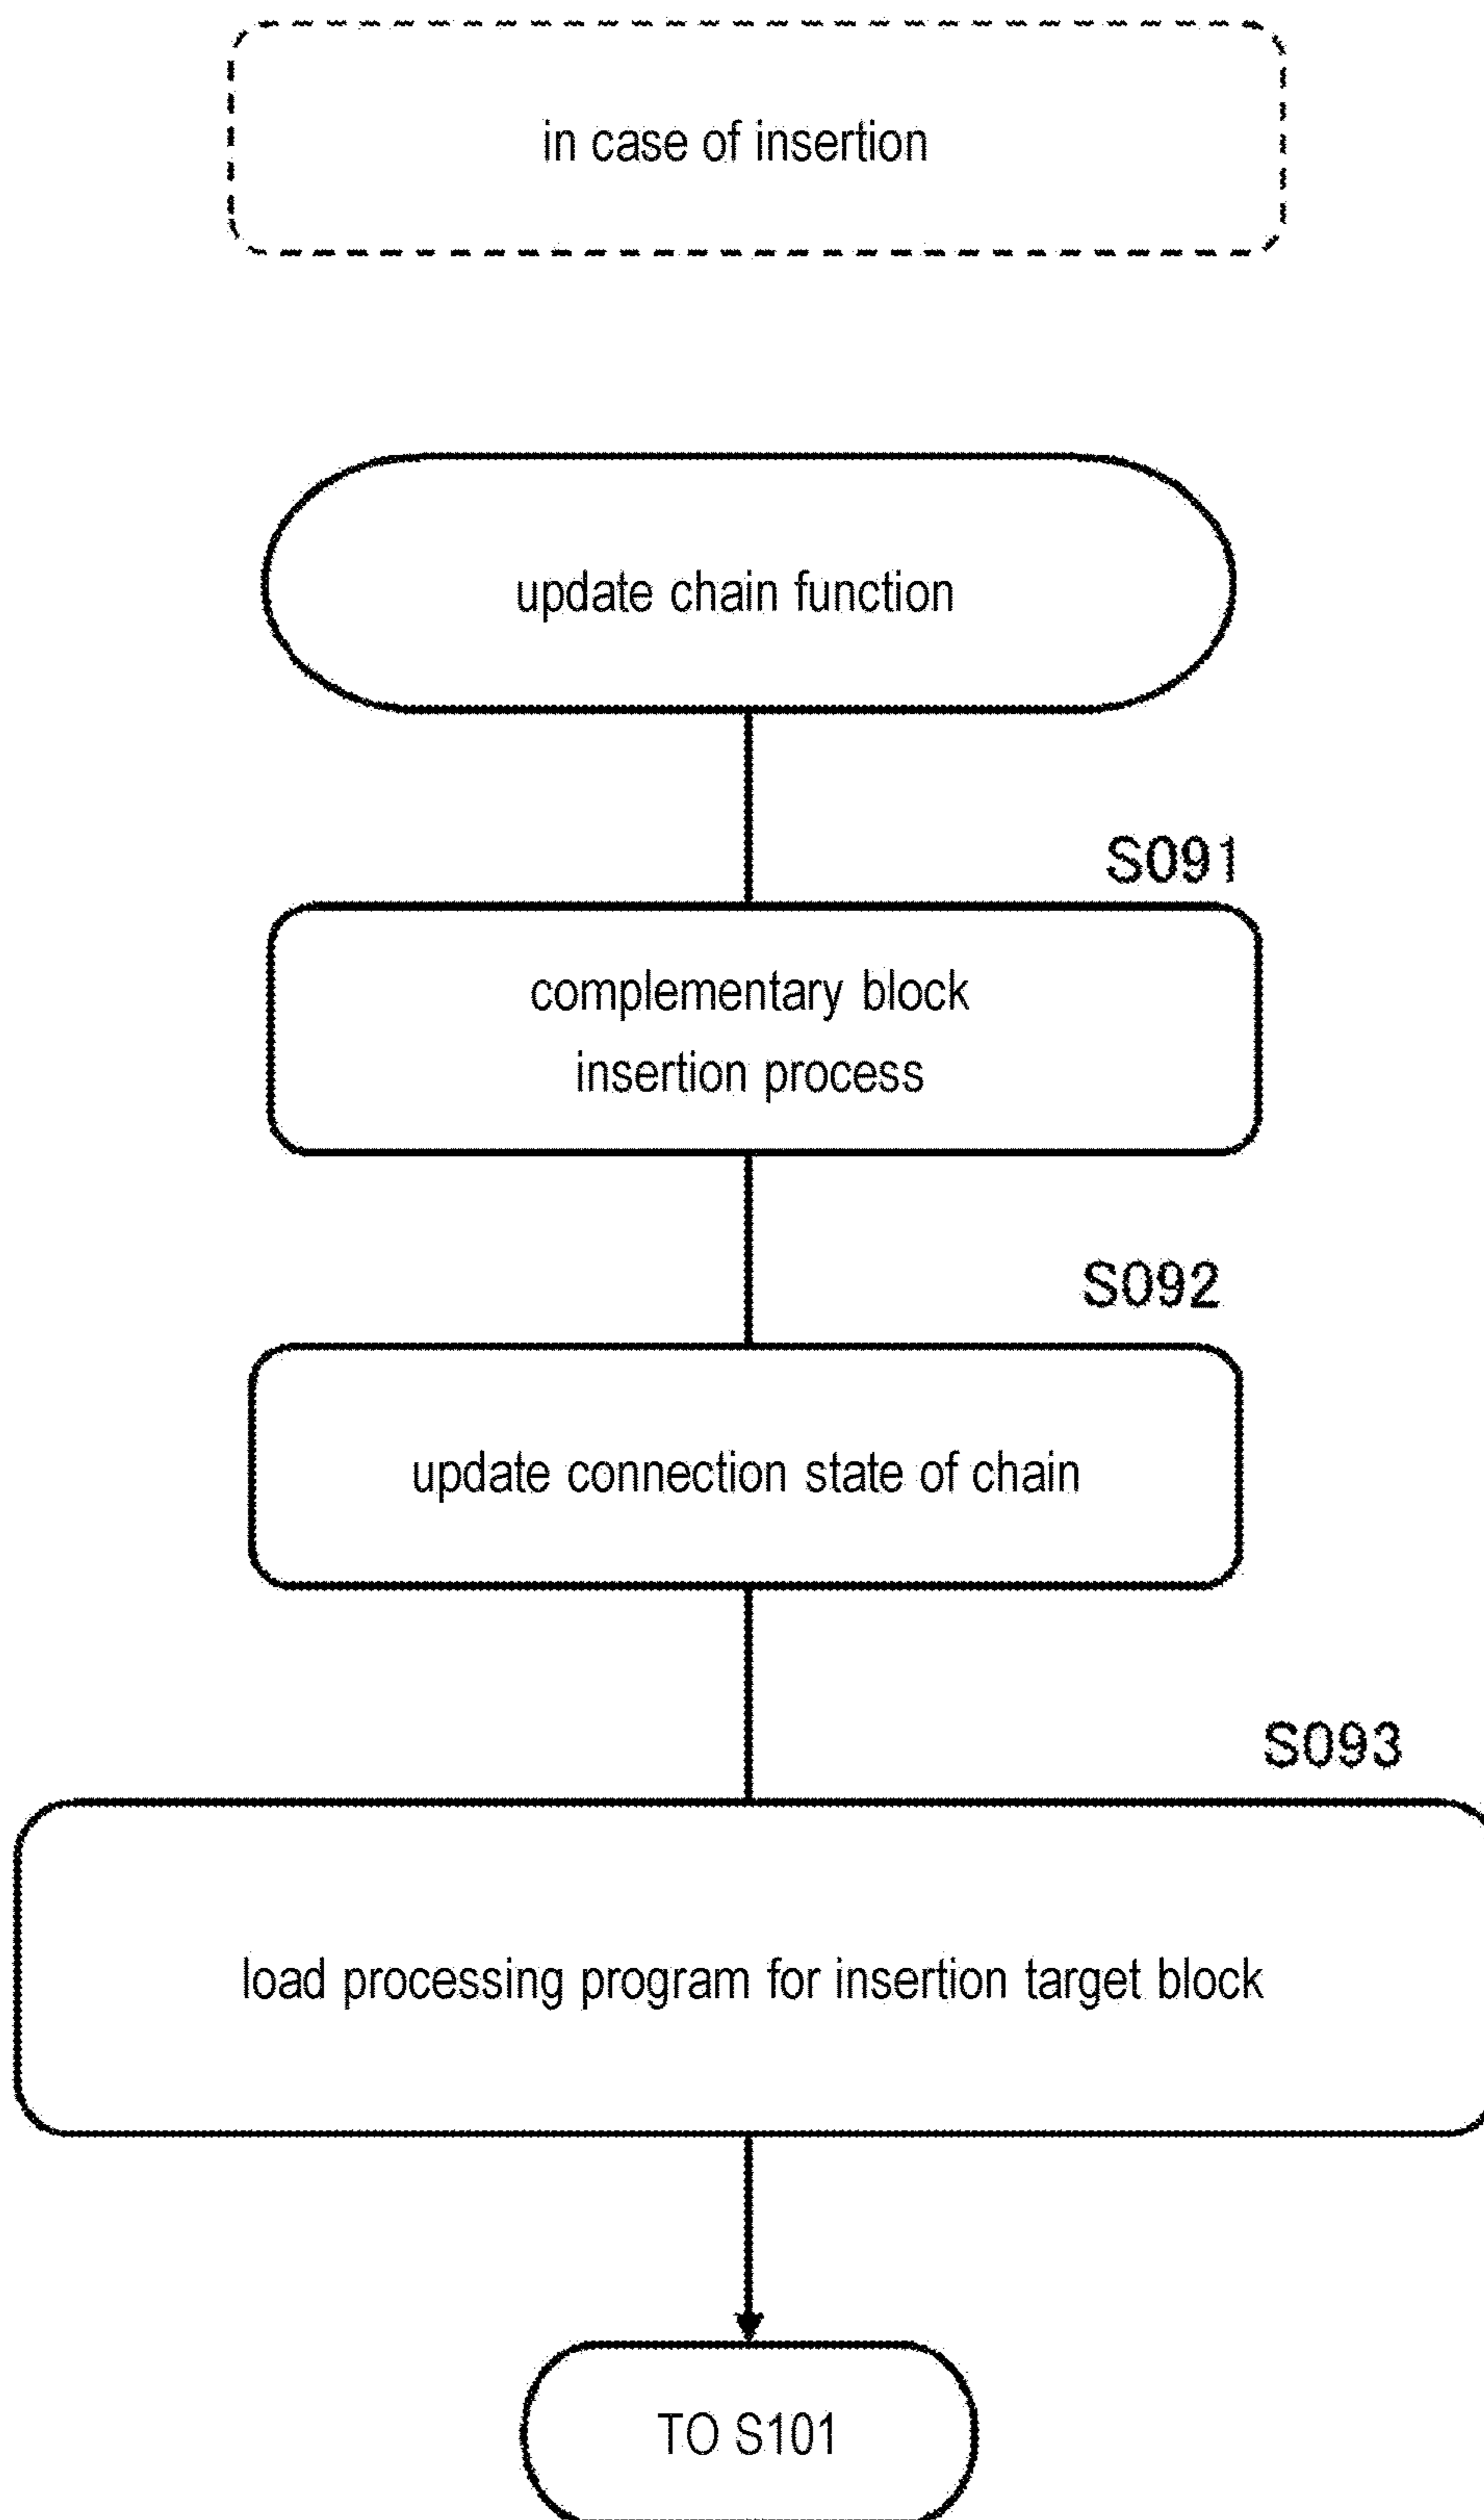 in case of insertion
update chain function
S091
complementary block
insertion process
S092
update connection state of chain
S093
load processing program for insertion target block
TO S101